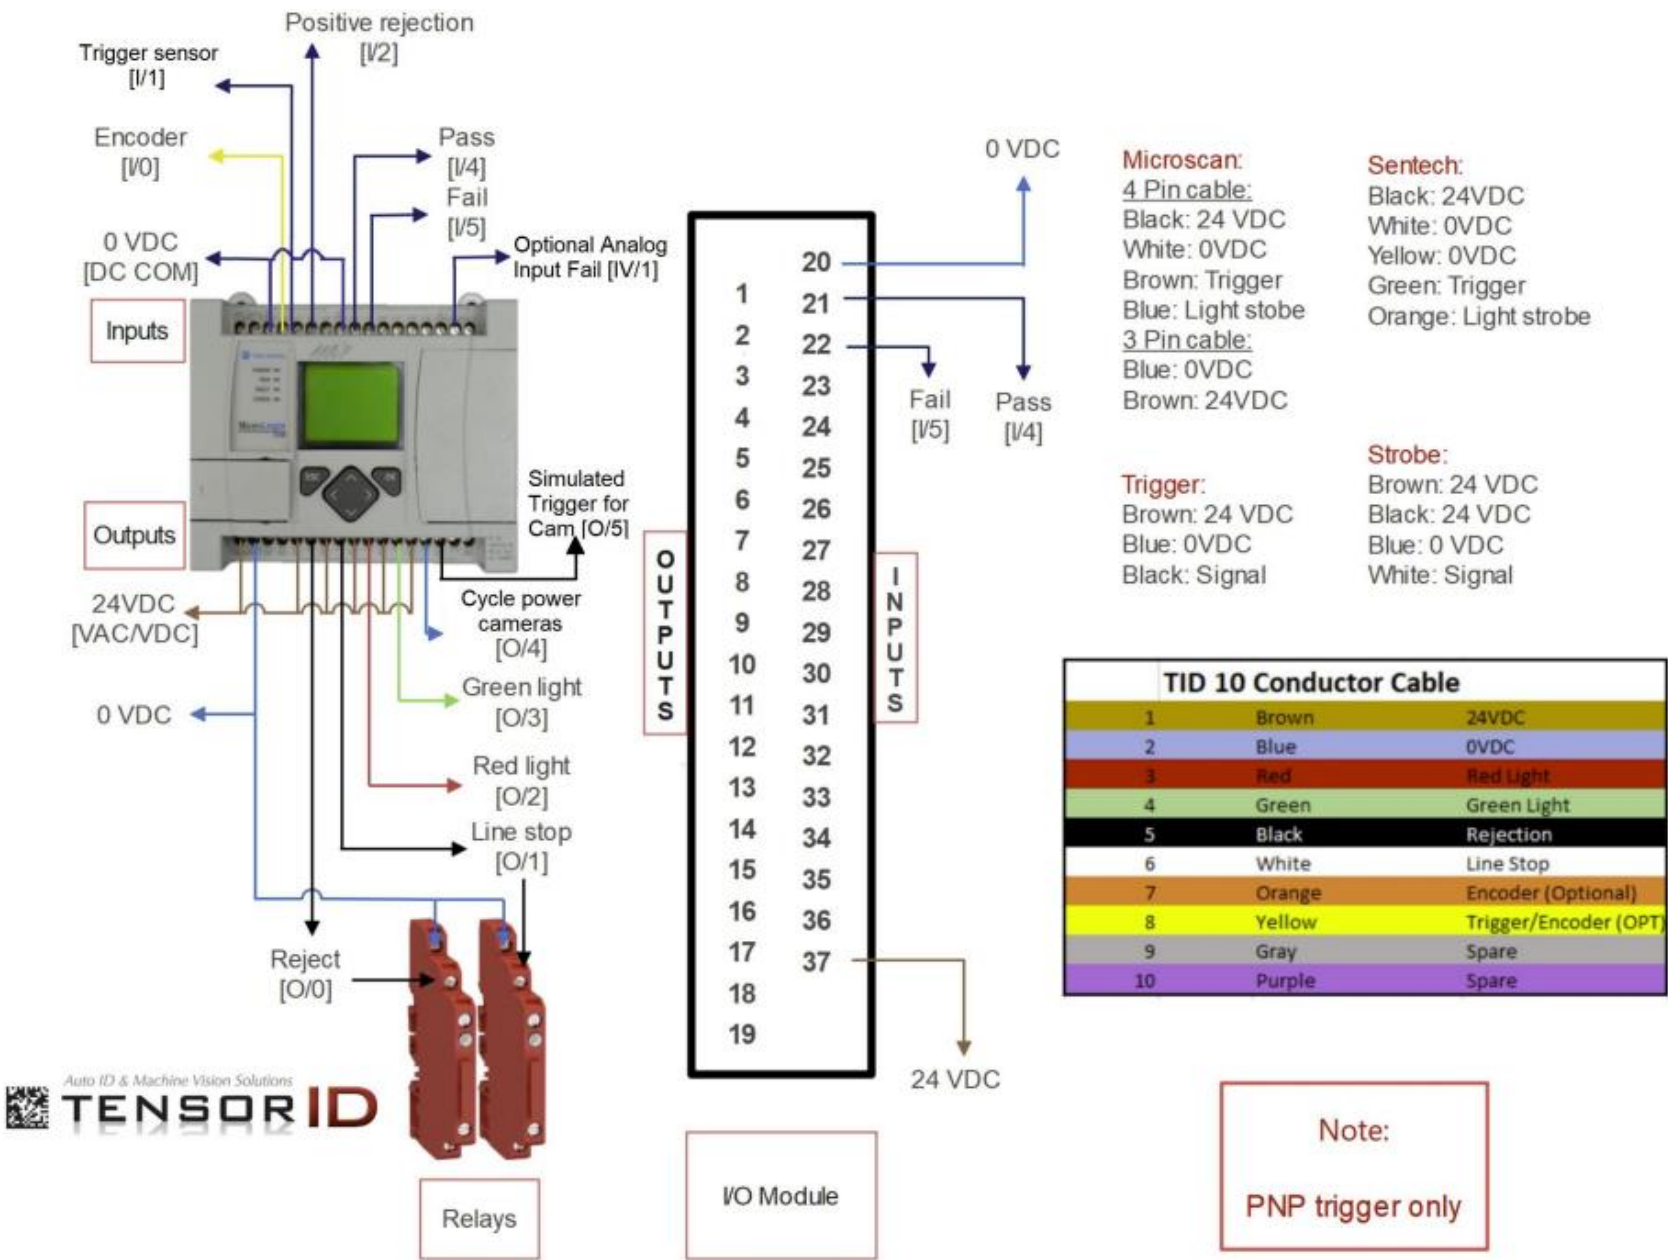 Positive rejection
[I/2]
Trigger sensor
[I/1]
Encoder
[I/0]
Pass
[I/4]
Fail
[I/5]
0 VDC
[DC COM]
Optional Analog
Input Fail [IV/1]
Inputs
Outputs
Simulated
Trigger for
Cam [O/5]
24VDC
[VAC/VDC]
Cycle power
cameras
[O/4]
Green light
[O/3]
0 VDC
Red light
[O/2]
Line stop
[O/1]
Reject
[O/0]
Auto ID & Machine Vision Solutions
TENSOR ID
Relays
OUTPUTS
1
2
3
4
5
6
7
8
9
10
11
12
13
14
15
16
17
18
19
20
21
22
23
24
25
26
27
28
29
30
31
32
33
34
35
36
37
INPUTS
0 VDC
Fail
[I/5]
Pass
[I/4]
24 VDC
I/O Module
Microscan:
4 Pin cable:
Black: 24 VDC
White: 0VDC
Brown: Trigger
Blue: Light stobe
3 Pin cable:
Blue: 0VDC
Brown: 24VDC
Sentech:
Black: 24VDC
White: 0VDC
Yellow: 0VDC
Green: Trigger
Orange: Light strobe
Trigger:
Brown: 24 VDC
Blue: 0VDC
Black: Signal
Strobe:
Brown: 24 VDC
Black: 24 VDC
Blue: 0 VDC
White: Signal
TID 10 Conductor Cable
1 Brown 24VDC
2 Blue 0VDC
3 Red Red Light
4 Green Green Light
5 Black Rejection
6 White Line Stop
7 Orange Encoder (Optional)
8 Yellow Trigger/Encoder (OPT)
9 Gray Spare
10 Purple Spare
Note:
PNP trigger only